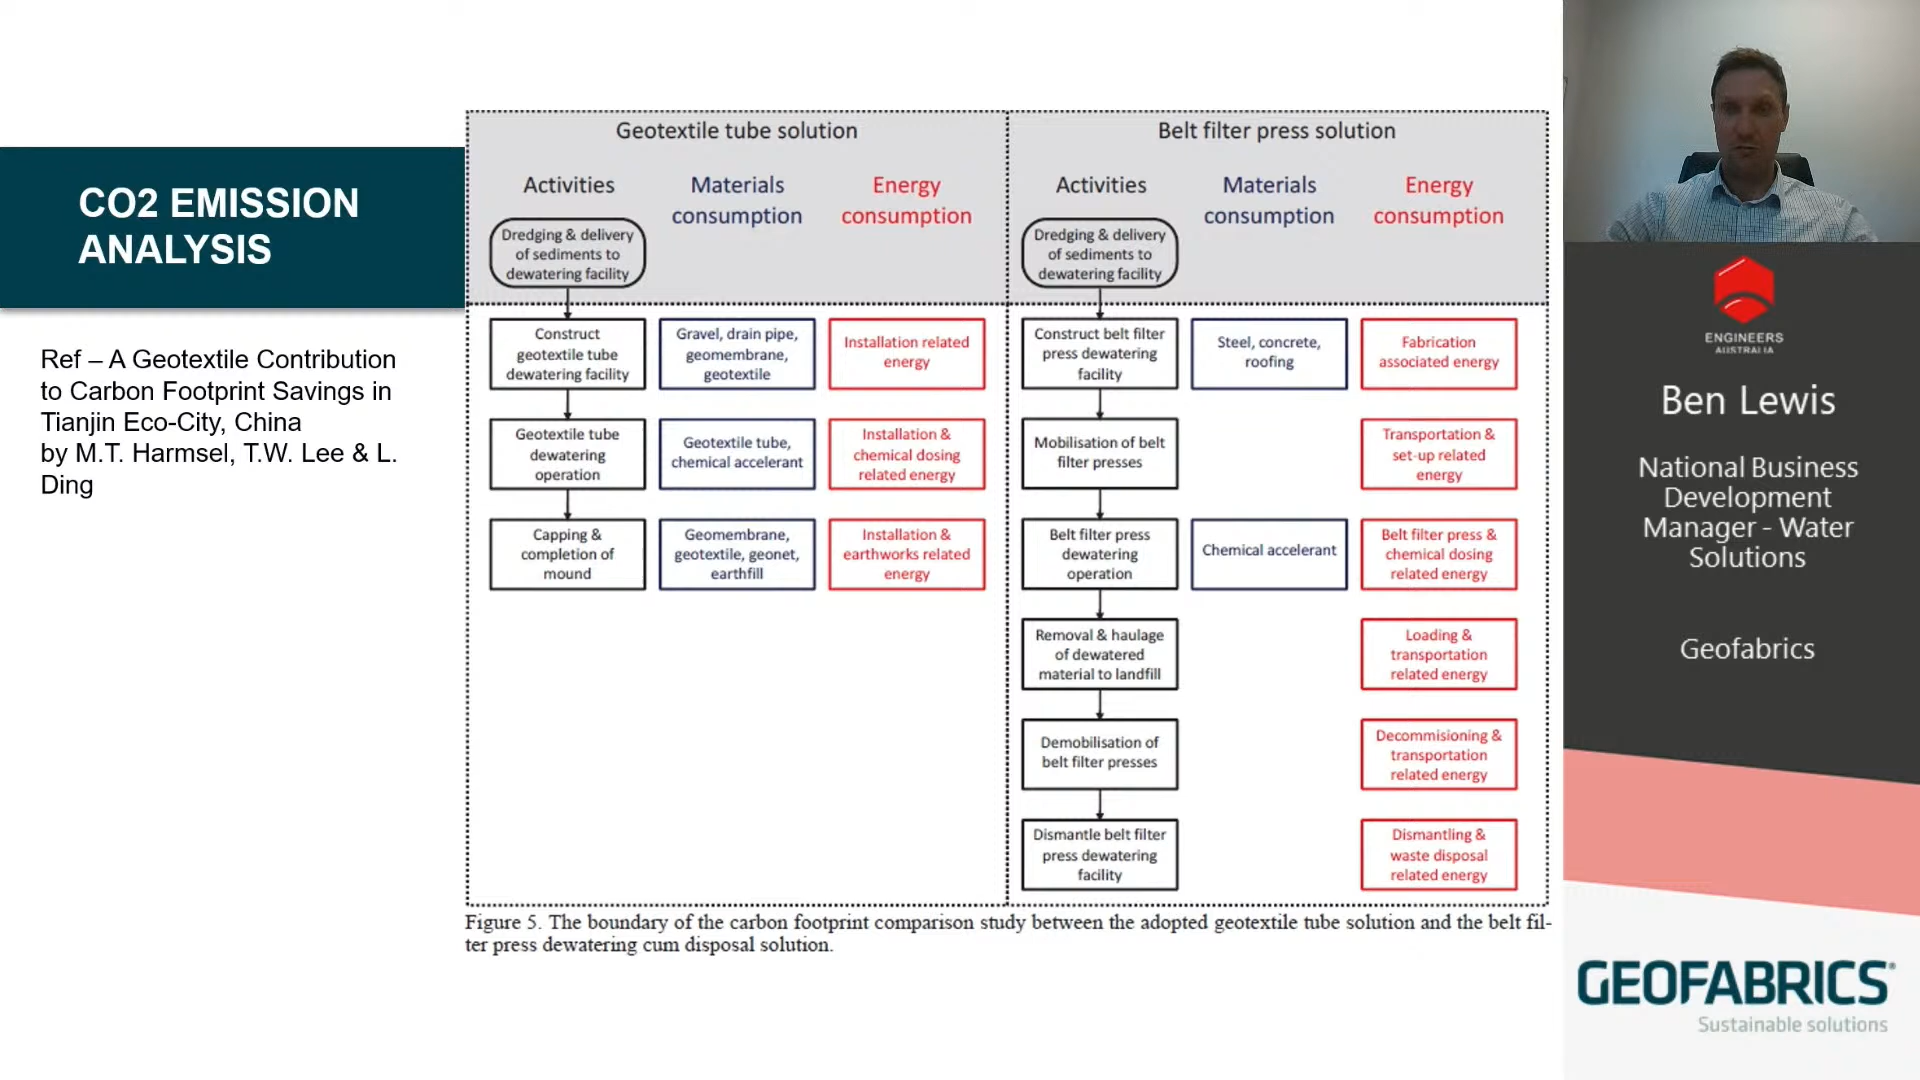 CO2 EMISSION
ANALYSIS
Ref – A Geotextile Contribution
to Carbon Footprint Savings in
Tianjin Eco-City, China
by M.T. Harmsel, T.W. Lee & L.
Ding
Geotextile tube solution
Activities
Materials
consumption
Energy
consumption
Dredging & delivery
of sediments to
dewatering facility
Construct
geotextile tube
dewatering facility
Gravel, drain pipe,
geomembrane,
geotextile
Installation related
energy
Geotextile tube
dewatering
operation
Geotextile tube,
chemical accelerant
Installation &
chemical dosing
related energy
Capping &
completion of
mound
Geomembrane,
geotextile, geonet,
earthfill
Installation &
earthworks related
energy
Belt filter press solution
Activities
Materials
consumption
Energy
consumption
Dredging & delivery
of sediments to
dewatering facility
Construct belt filter
press dewatering
facility
Steel, concrete,
roofing
Fabrication
associated energy
Mobilisation of belt
filter presses
Transportation &
set-up related
energy
Belt filter press
dewatering
operation
Chemical accelerant
Belt filter press &
chemical dosing
related energy
Removal & haulage
of dewatered
material to landfill
Loading &
transportation
related energy
Demobilisation of
belt filter presses
Decommisioning &
transportation
related energy
Dismantle belt filter
press dewatering
facility
Dismantling &
waste disposal
related energy
Figure 5. The boundary of the carbon footprint comparison study between the adopted geotextile tube solution and the belt fil-
ter press dewatering cum disposal solution.
ENGINEERS
AUSTRALIA
Ben Lewis
National Business
Development
Manager - Water
Solutions
Geofabrics
GEOFABRICS®
Sustainable solutions